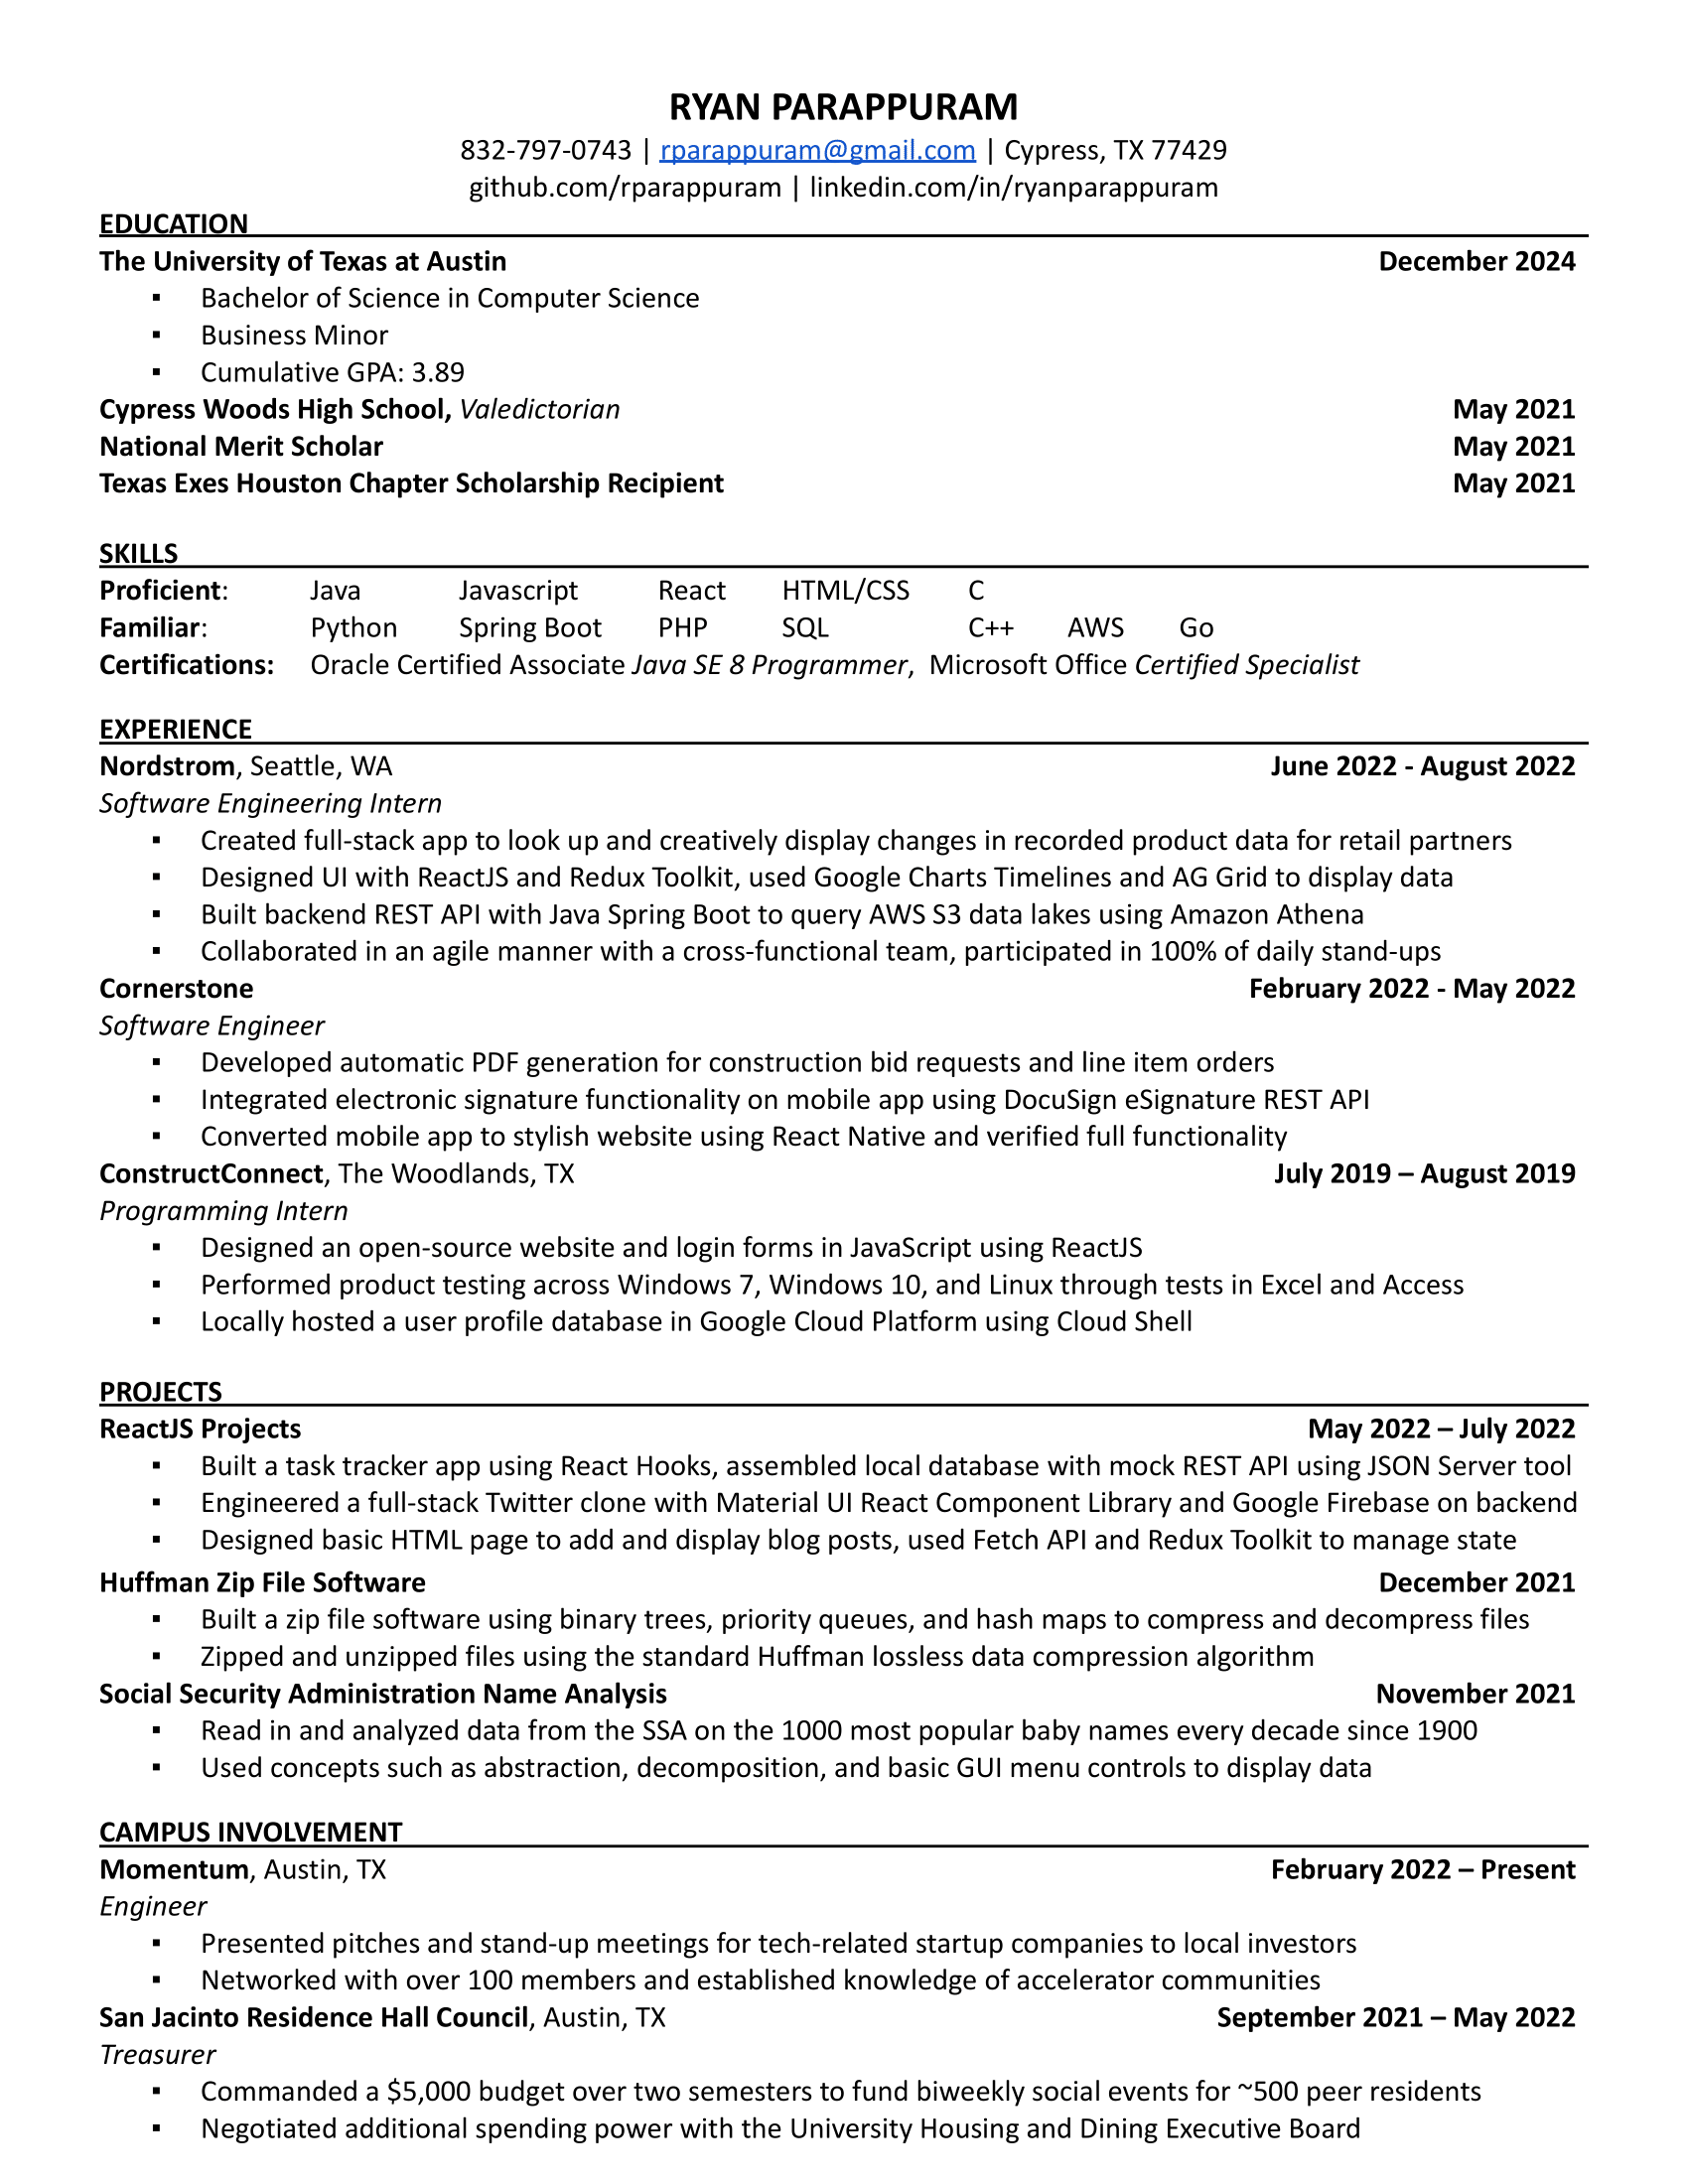 RYAN PARAPPURAM
832-797-0743 | rparappuram@gmail.com | Cypress, TX 77429
github.com/rparappuram | linkedin.com/in/ryanparappuram
EDUCATION
The University of Texas at Austin December 2024
▪ Bachelor of Science in Computer Science
▪ Business Minor
▪ Cumulative GPA: 3.89
Cypress Woods High School, Valedictorian May 2021
National Merit Scholar May 2021
Texas Exes Houston Chapter Scholarship Recipient May 2021
SKILLS
Proficient: Java Javascript React HTML/CSS C
Familiar: Python Spring Boot PHP SQL C++ AWS Go
Certifications: Oracle Certified Associate Java SE 8 Programmer, Microsoft Office Certified Specialist
EXPERIENCE
Nordstrom, Seattle, WA June 2022 - August 2022
Software Engineering Intern
▪ Created full-stack app to look up and creatively display changes in recorded product data for retail partners
▪ Designed UI with ReactJS and Redux Toolkit, used Google Charts Timelines and AG Grid to display data
▪ Built backend REST API with Java Spring Boot to query AWS S3 data lakes using Amazon Athena
▪ Collaborated in an agile manner with a cross-functional team, participated in 100% of daily stand-ups
Cornerstone February 2022 - May 2022
Software Engineer
▪ Developed automatic PDF generation for construction bid requests and line item orders
▪ Integrated electronic signature functionality on mobile app using DocuSign eSignature REST API
▪ Converted mobile app to stylish website using React Native and verified full functionality
ConstructConnect, The Woodlands, TX July 2019 – August 2019
Programming Intern
▪ Designed an open-source website and login forms in JavaScript using ReactJS
▪ Performed product testing across Windows 7, Windows 10, and Linux through tests in Excel and Access
▪ Locally hosted a user profile database in Google Cloud Platform using Cloud Shell
PROJECTS
ReactJS Projects May 2022 – July 2022
▪ Built a task tracker app using React Hooks, assembled local database with mock REST API using JSON Server tool
▪ Engineered a full-stack Twitter clone with Material UI React Component Library and Google Firebase on backend
▪ Designed basic HTML page to add and display blog posts, used Fetch API and Redux Toolkit to manage state
Huffman Zip File Software December 2021
▪ Built a zip file software using binary trees, priority queues, and hash maps to compress and decompress files
▪ Zipped and unzipped files using the standard Huffman lossless data compression algorithm
Social Security Administration Name Analysis November 2021
▪ Read in and analyzed data from the SSA on the 1000 most popular baby names every decade since 1900
▪ Used concepts such as abstraction, decomposition, and basic GUI menu controls to display data
CAMPUS INVOLVEMENT
Momentum, Austin, TX February 2022 – Present
Engineer
▪ Presented pitches and stand-up meetings for tech-related startup companies to local investors
▪ Networked with over 100 members and established knowledge of accelerator communities
San Jacinto Residence Hall Council, Austin, TX September 2021 – May 2022
Treasurer
▪ Commanded a $5,000 budget over two semesters to fund biweekly social events for ~500 peer residents
▪ Negotiated additional spending power with the University Housing and Dining Executive Board